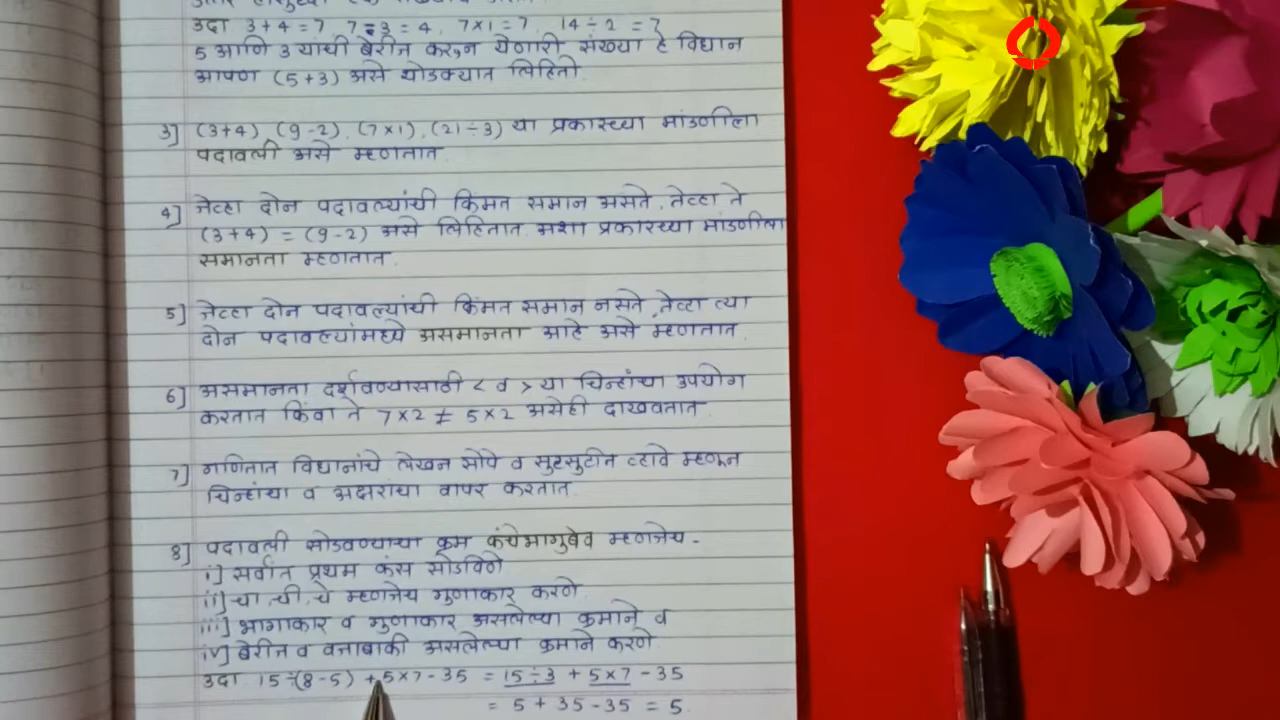 उदा 3+4=7, 7-3=4, 7×1=7, 14÷2=7
5 आणि 3 यांची बेरीज करून येणारी संख्या हे विधान
आपण (5+3) असे थोडक्यात लिहितो.
3] (3+4), (9-2), (7×1), (21÷3) या प्रकारच्या मांडणीला
पदावली असे म्हणतात.
4] जेव्हा दोन पदावल्यांची किंमत समान असते, तेव्हा ते
(3+4) = (9-2) असे लिहितात. अशा प्रकारच्या मांडणीला
समानता म्हणतात.
5] जेव्हा दोन पदावल्यांची किंमत समान नसते, तेव्हा त्या
दोन पदावल्यांमध्ये असमानता आहे असे म्हणतात.
6] असमानता दर्शवण्यासाठी < व > या चिन्हांचा उपयोग
करतात किंवा ते 7×2 ≠ 5×2 असेही दाखवतात.
7] गणितात विधानांचे लेखन सोपे व सुटसुटीत व्हावे म्हणून
चिन्हांचा व अक्षरांचा वापर करतात.
8] पदावली सोडवण्याचा क्रम कंचेभागुबेव म्हणजेच -
i] सर्वात प्रथम कंस सोडविणे
ii] चा, ची, चे म्हणजेच गुणाकार करणे.
iii] भागाकार व गुणाकार असलेल्या क्रमाने व
iv] बेरीज व वजाबाकी असलेल्या क्रमाने करणे.
उदा. 15÷(8-5) +5×7-35 = 15÷3 + 5×7 -35
= 5 + 35 -35 = 5.